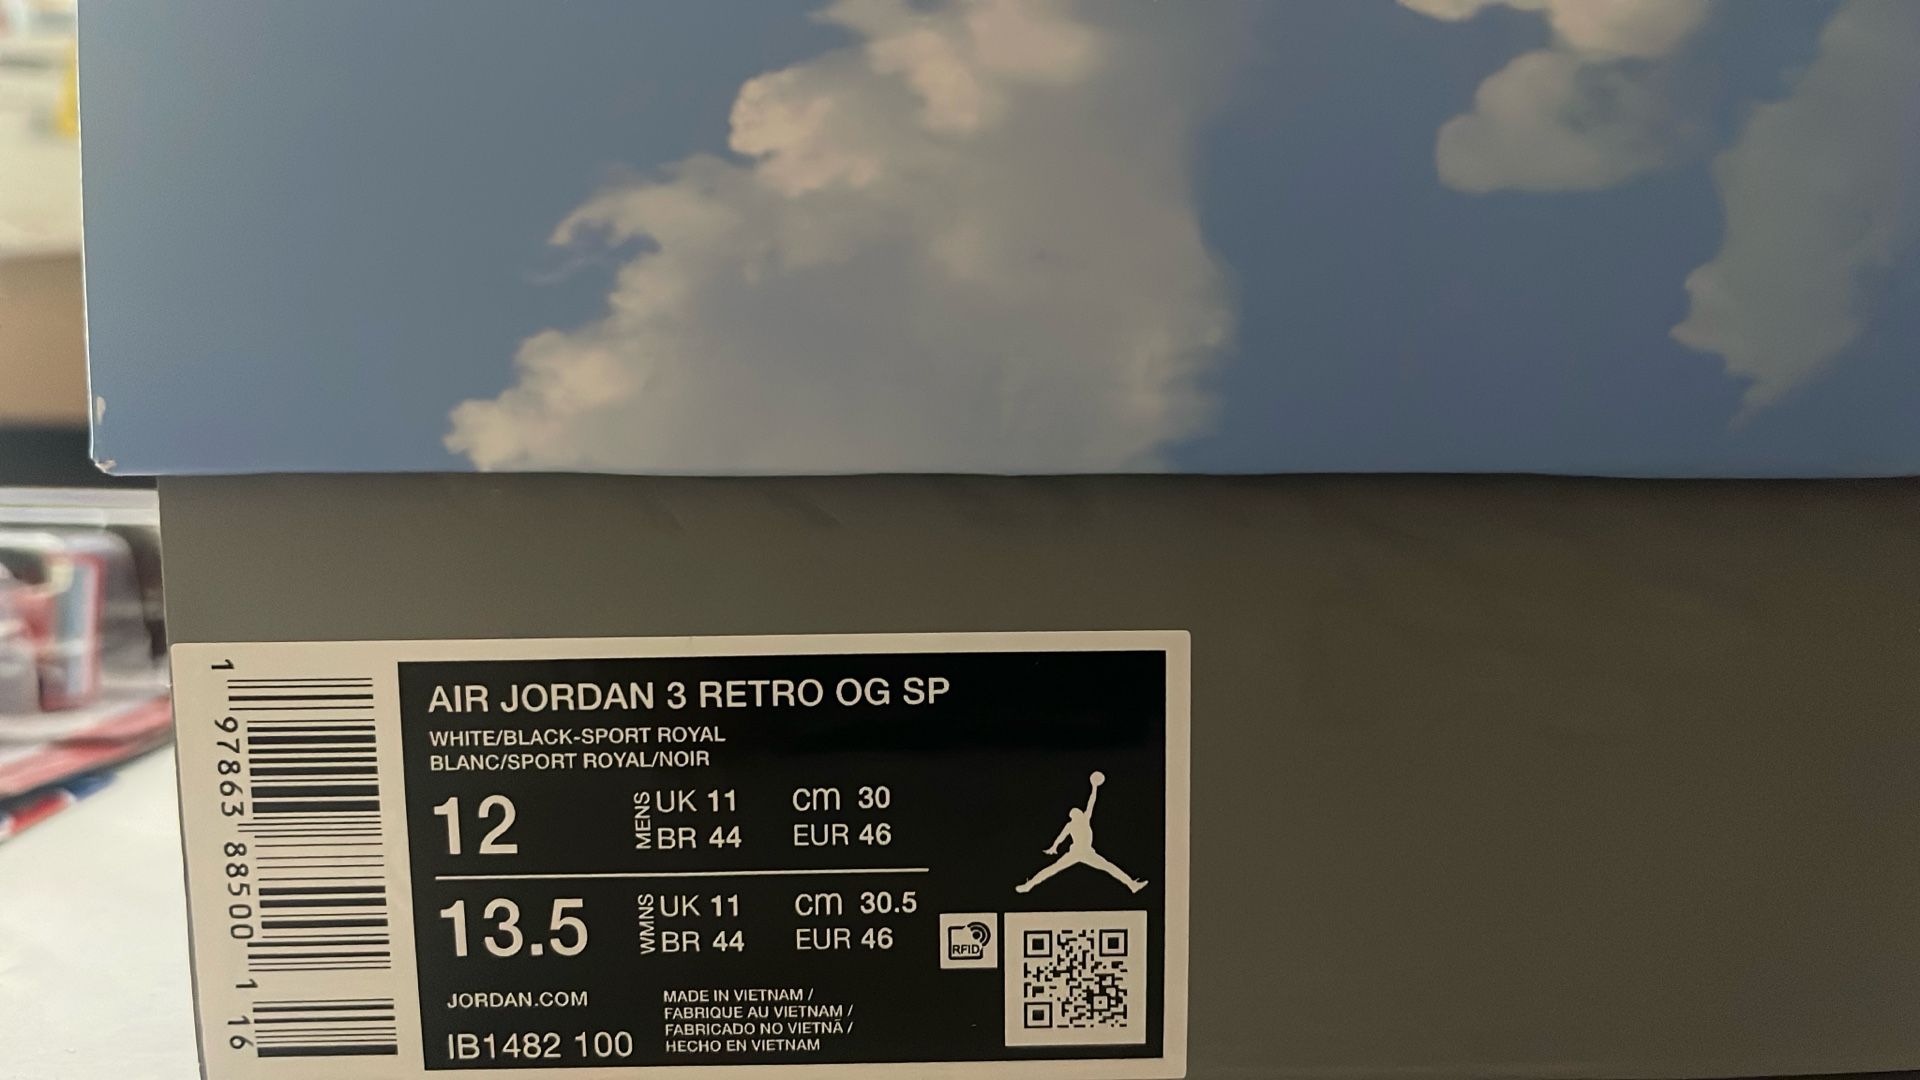 1 97863 88500 1 16
AIR JORDAN 3 RETRO OG SP
WHITE/BLACK-SPORT ROYAL
BLANC/SPORT ROYAL/NOIR
12 MENS UK 11 cm 30
BR 44 EUR 46
13.5 WMNS UK 11 cm 30.5
BR 44 EUR 46
RFID
JORDAN.COM
IB1482 100
MADE IN VIETNAM /
FABRIQUE AU VIETNAM /
FABRICADO NO VIETNÃ /
HECHO EN VIETNAM